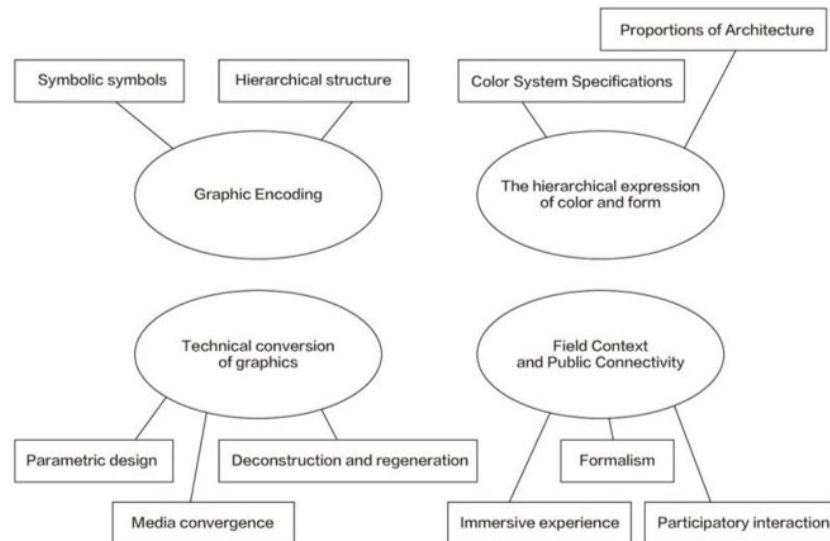 Proportions of Architecture
Symbolic symbols
Hierarchical structure
Color System Specifications
Graphic Encoding
The hierarchical expression
of color and form
Technical conversion
of graphics
Field Context
and Public Connectivity
Parametric design
Deconstruction and regeneration
Formalism
Media convergence
Immersive experience
Participatory interaction